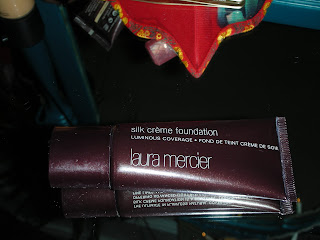 silk crème foundation
LUMINOUS COVERAGE • FOND DE TEINT CRÈME DE SOIE
laura mercier